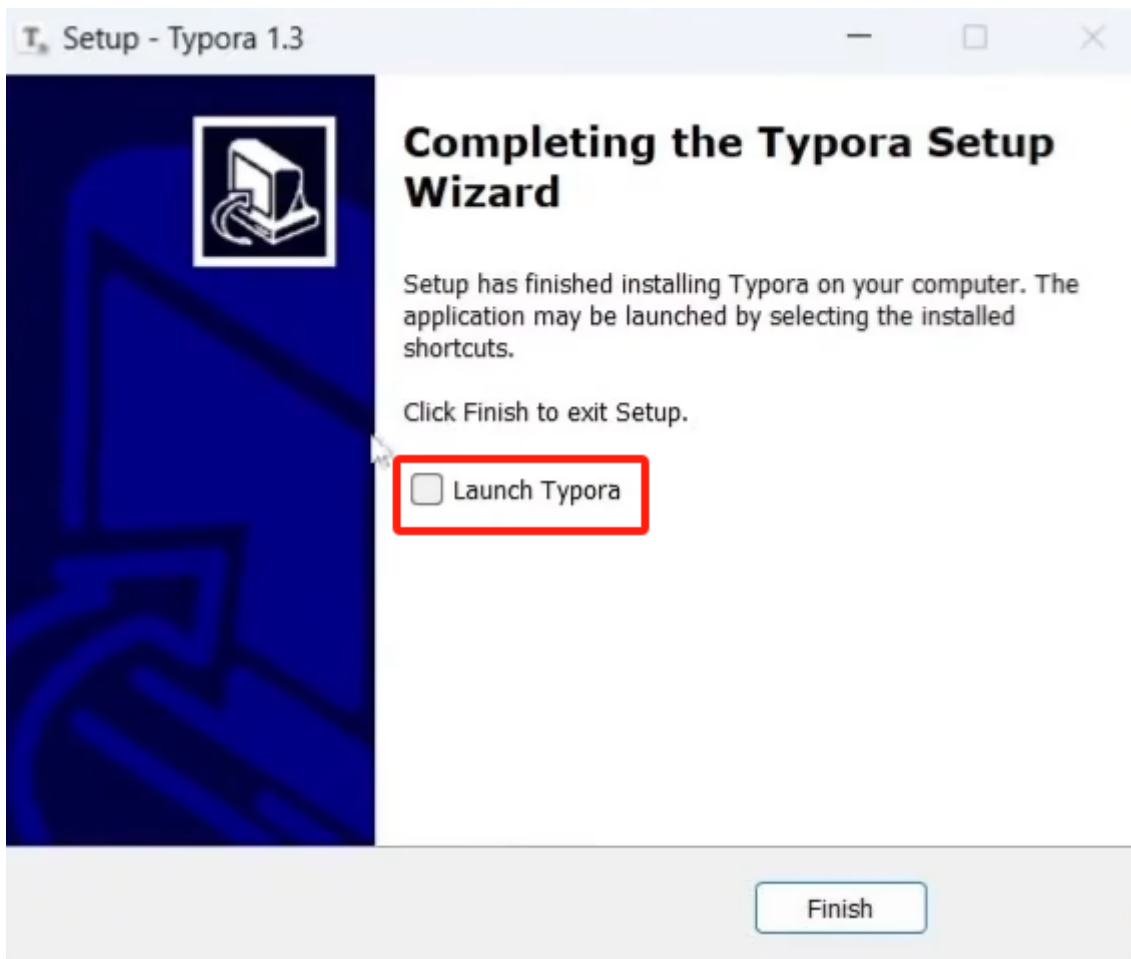 Setup - Typora 1.3
Completing the Typora Setup
Wizard
Setup has finished installing Typora on your computer. The
application may be launched by selecting the installed
shortcuts.
Click Finish to exit Setup.
Launch Typora
Finish